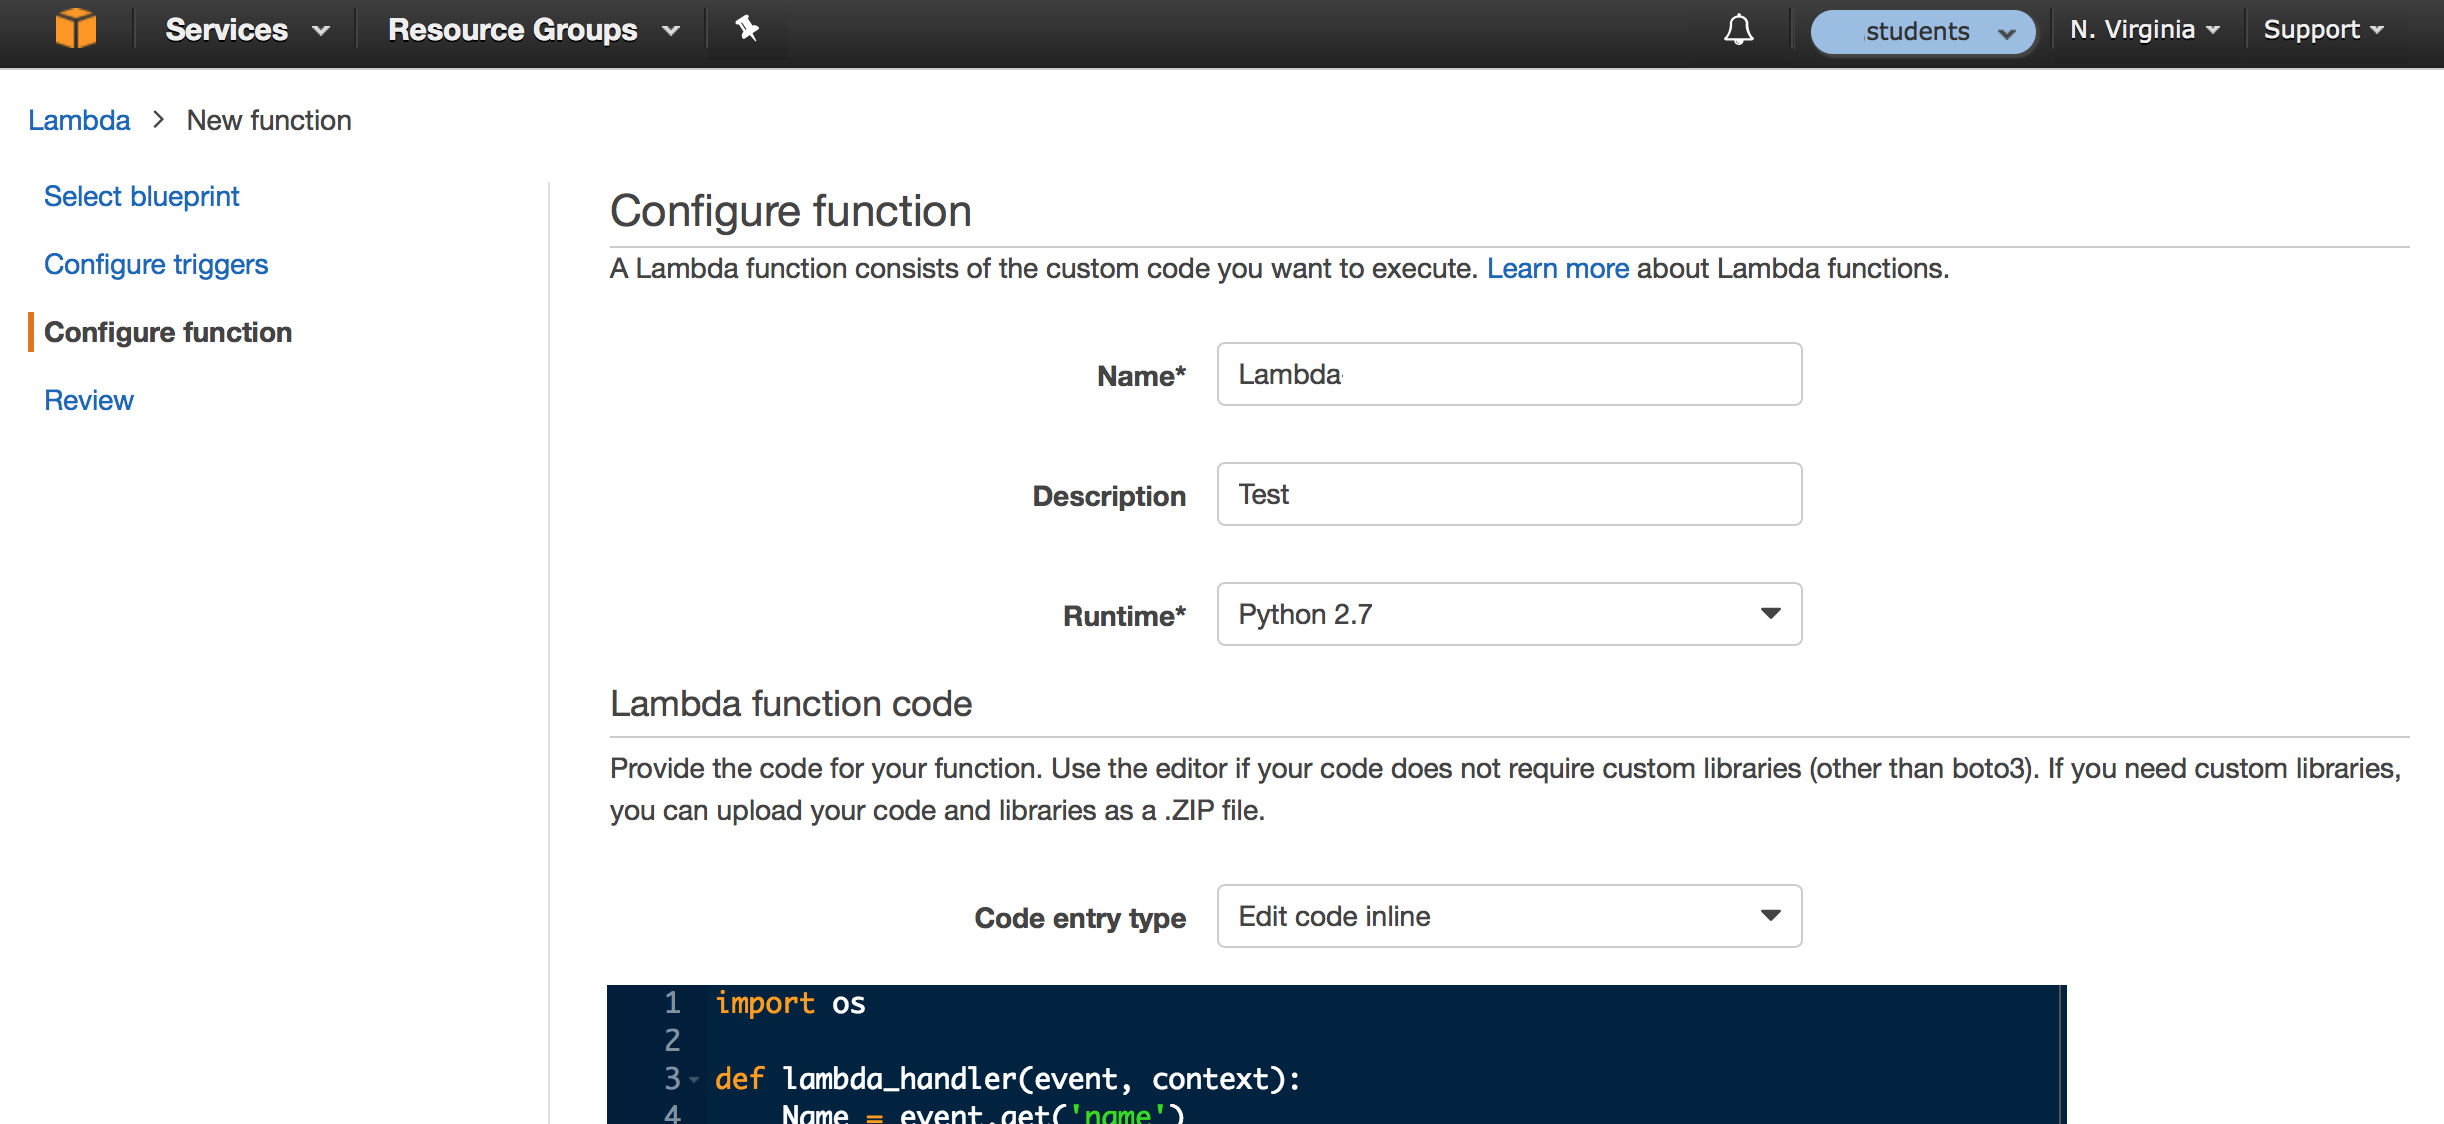 Services Resource Groups students N. Virginia Support
Lambda > New function
Select blueprint
Configure triggers
Configure function
Review
Configure function
A Lambda function consists of the custom code you want to execute. Learn more about Lambda functions.
Name* Lambda
Description Test
Runtime* Python 2.7
Lambda function code
Provide the code for your function. Use the editor if your code does not require custom libraries (other than boto3). If you need custom libraries,
you can upload your code and libraries as a .ZIP file.
Code entry type Edit code inline
1 import os
2
3 def lambda_handler(event, context):
4 Name = event.get('name')